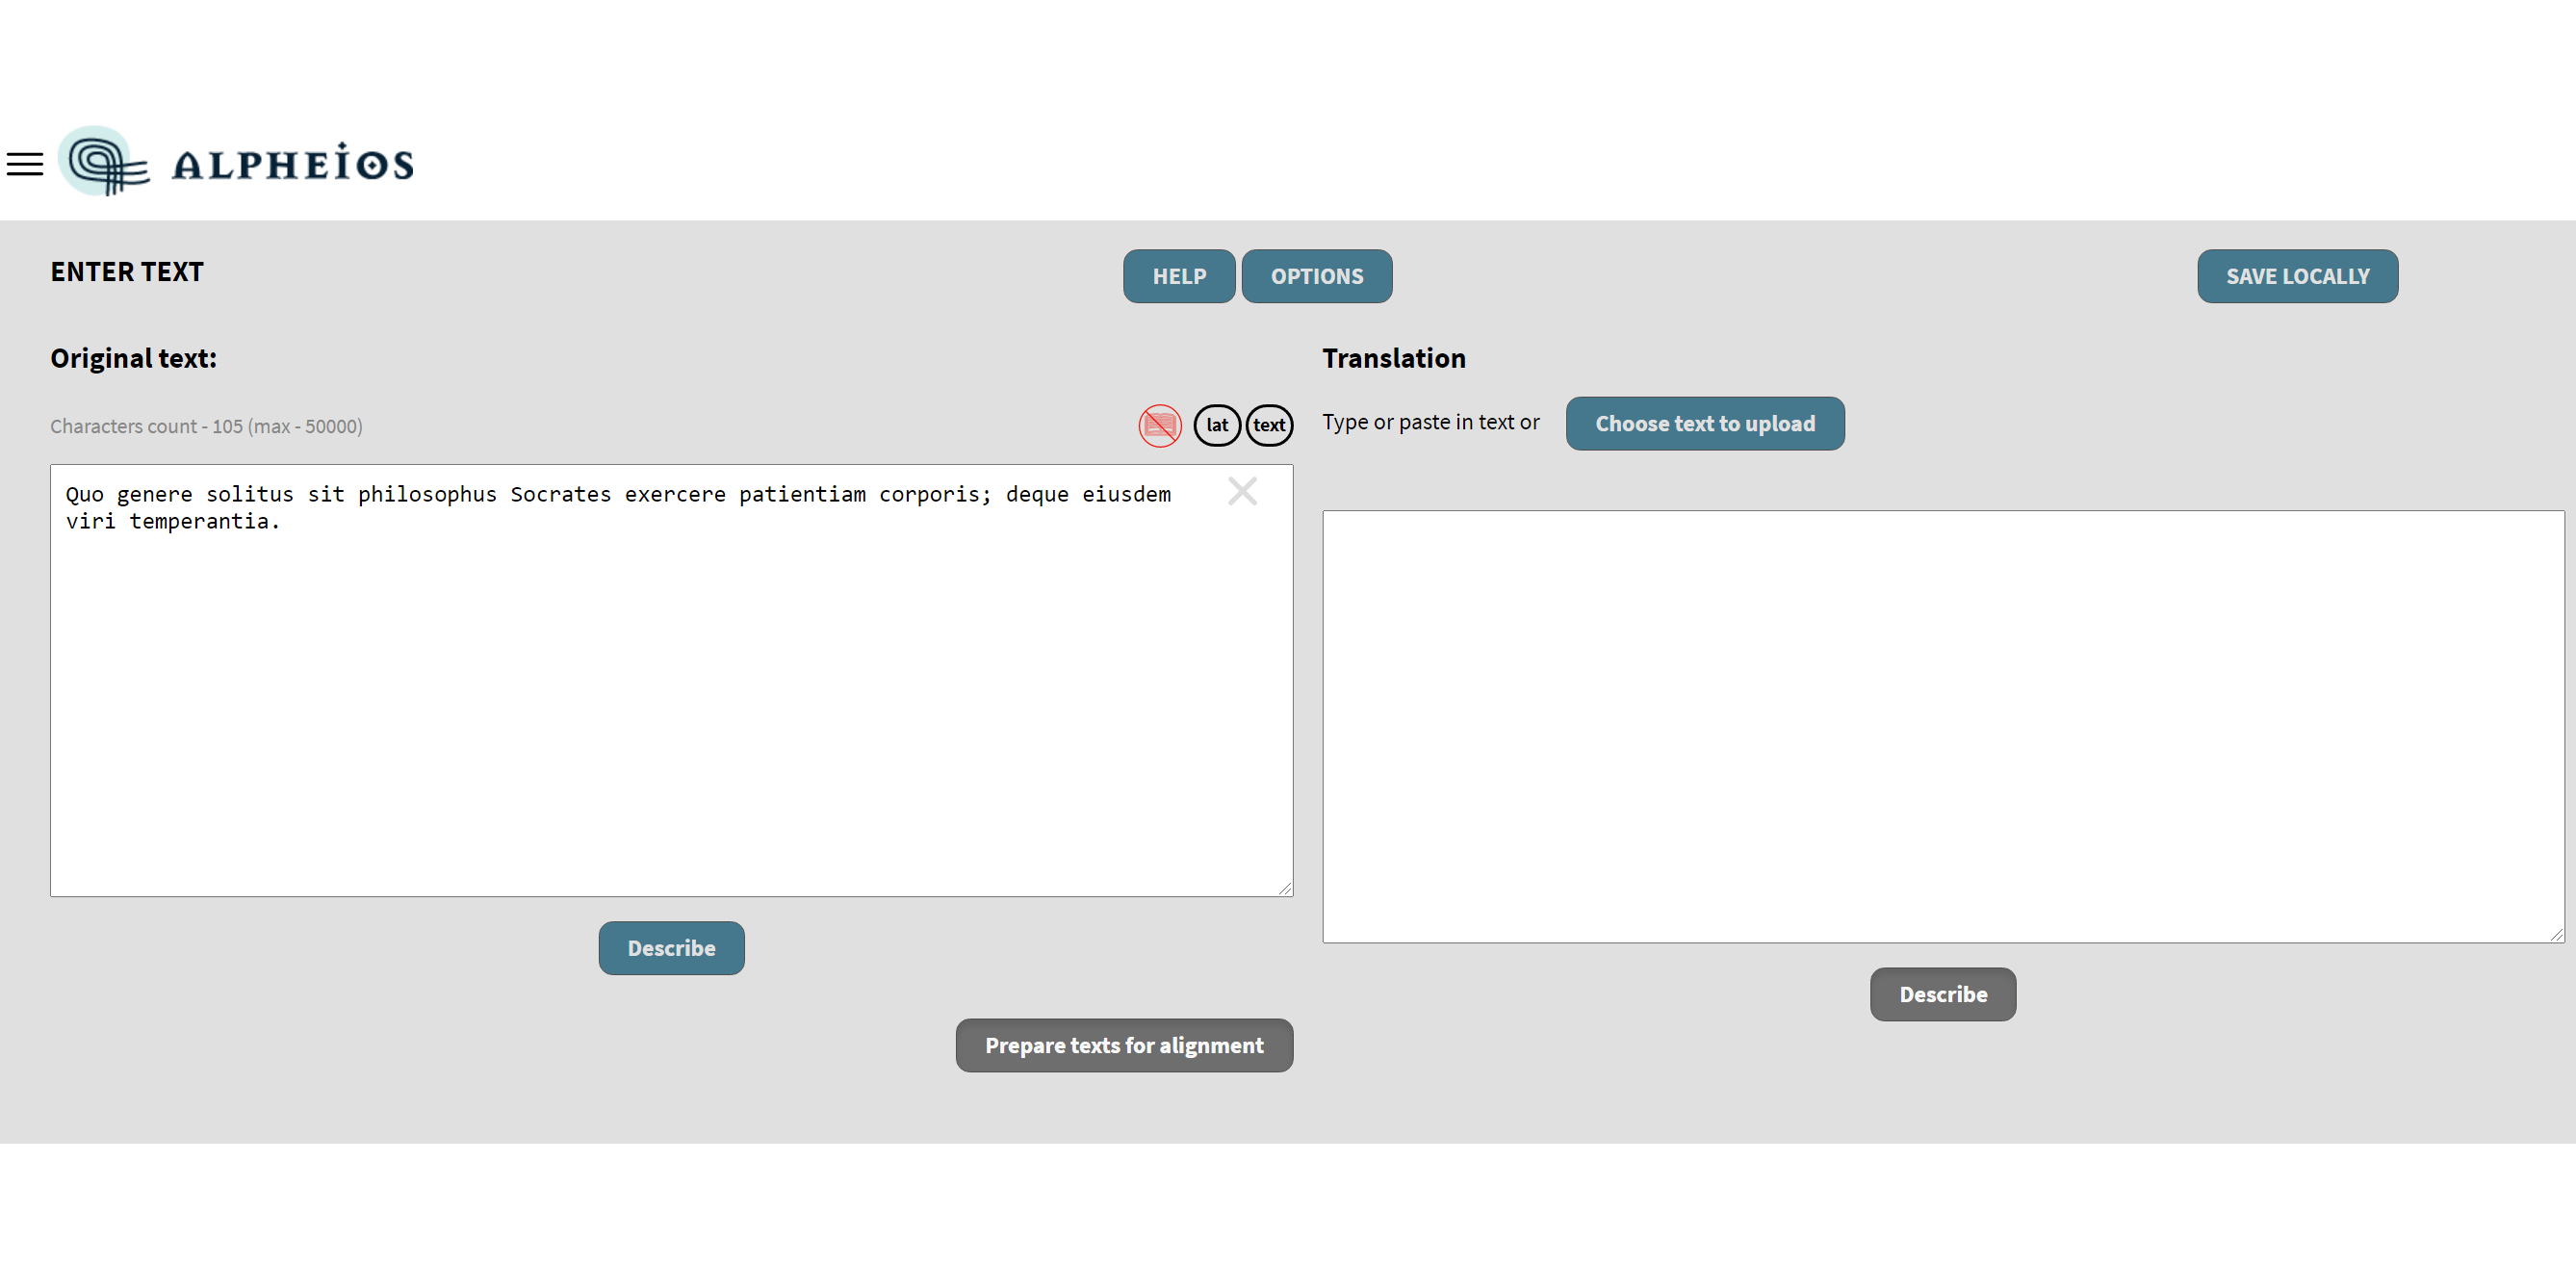 ALPHEIOS
ENTER TEXT
HELP
OPTIONS
SAVE LOCALLY
Original text:
Characters count - 105 (max - 50000)
lat
text
Quo genere solitus sit philosophus Socrates exercere patientiam corporis; deque eiusdem
viri temperantia.
Describe
Prepare texts for alignment
Translation
Type or paste in text or
Choose text to upload
Describe